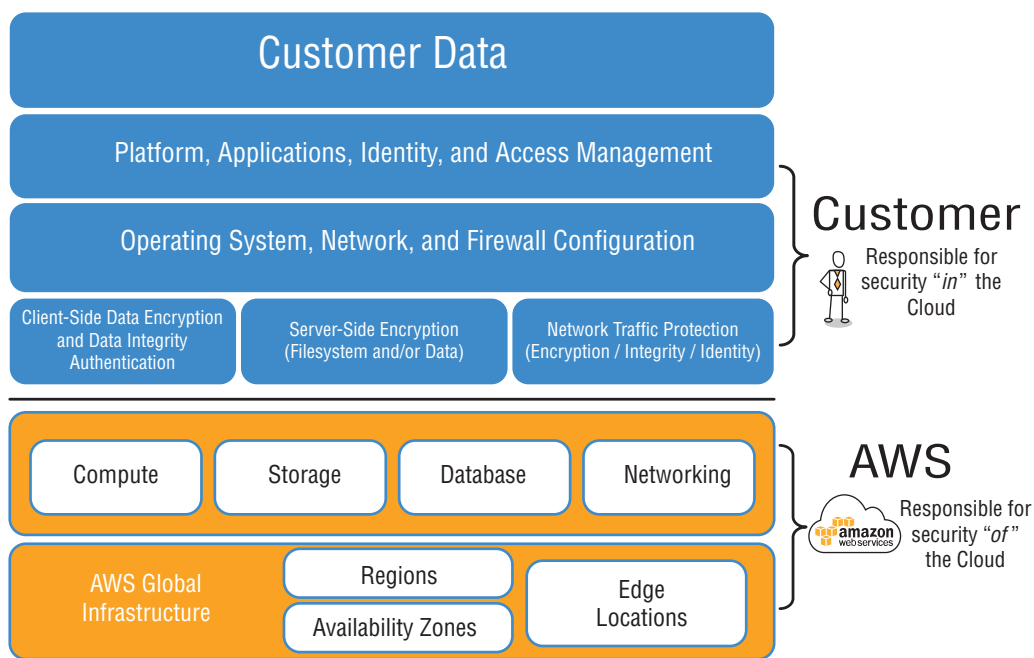 Customer Data
Platform, Applications, Identity, and Access Management
Operating System, Network, and Firewall Configuration
Client-Side Data Encryption
and Data Integrity
Authentication
Server-Side Encryption
(Filesystem and/or Data)
Network Traffic Protection
(Encryption / Integrity / Identity)
Customer
Responsible for
security “in” the
Cloud
Compute
Storage
Database
Networking
AWS Global
Infrastructure
Regions
Availability Zones
Edge
Locations
AWS
amazon
web services
Responsible for
security “of”
the Cloud